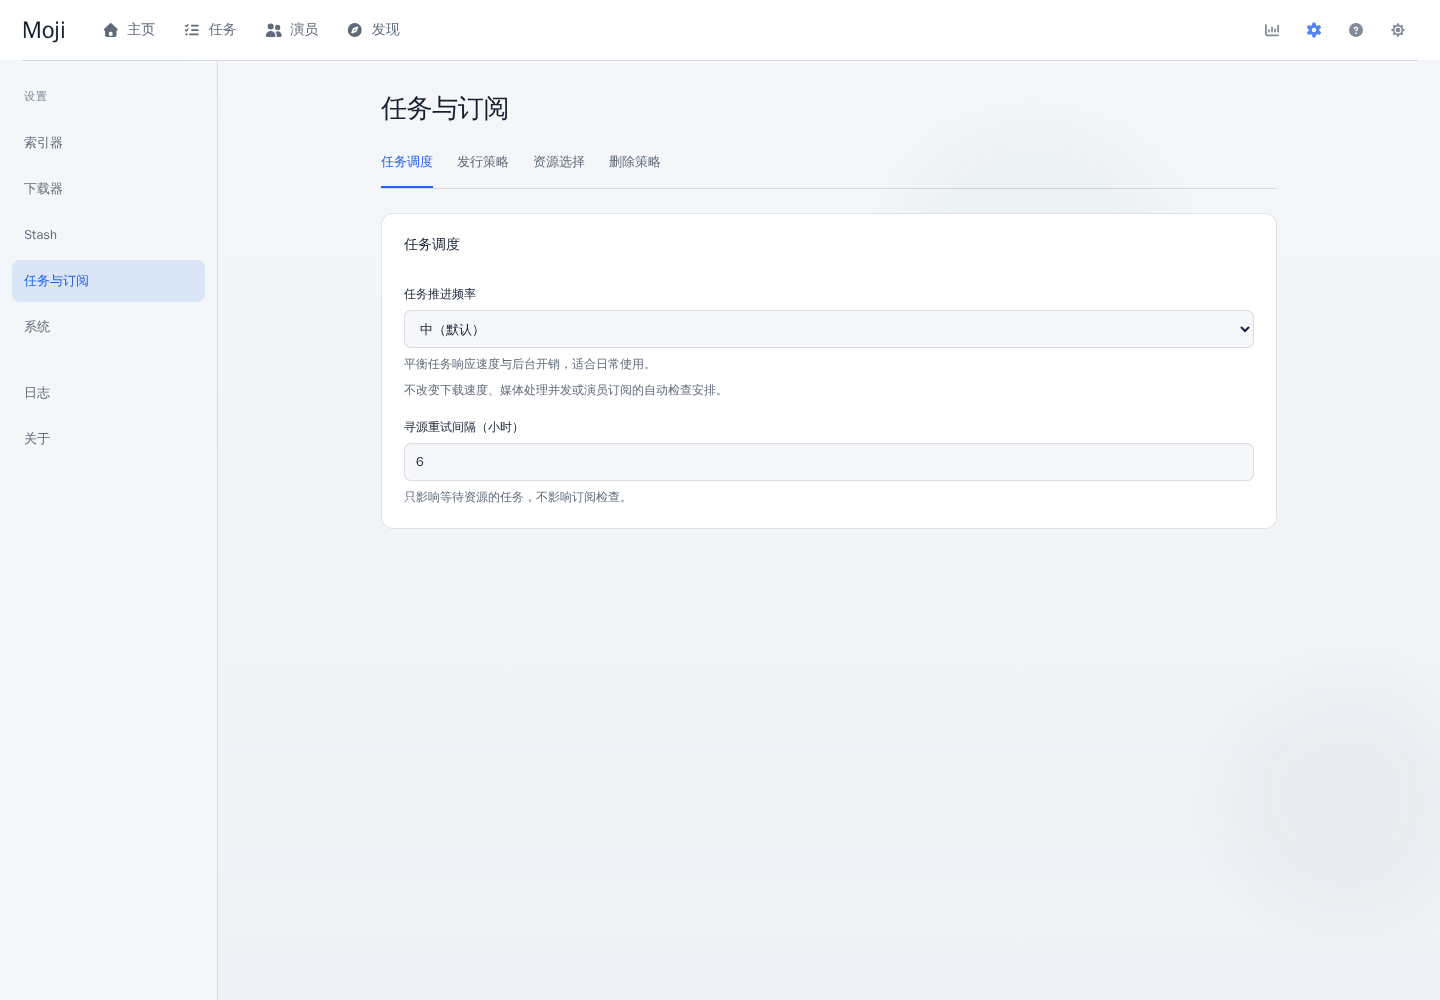 Moji
主页
任务
演员
发现
设置
索引器
下载器
Stash
任务与订阅
系统
日志
关于
任务与订阅
任务调度
发行策略
资源选择
删除策略
任务调度
任务推进频率
中（默认）
平衡任务响应速度与后台开销，适合日常使用。
不改变下载速度、媒体处理并发或演员订阅的自动检查安排。
寻源重试间隔（小时）
6
只影响等待资源的任务，不影响订阅检查。